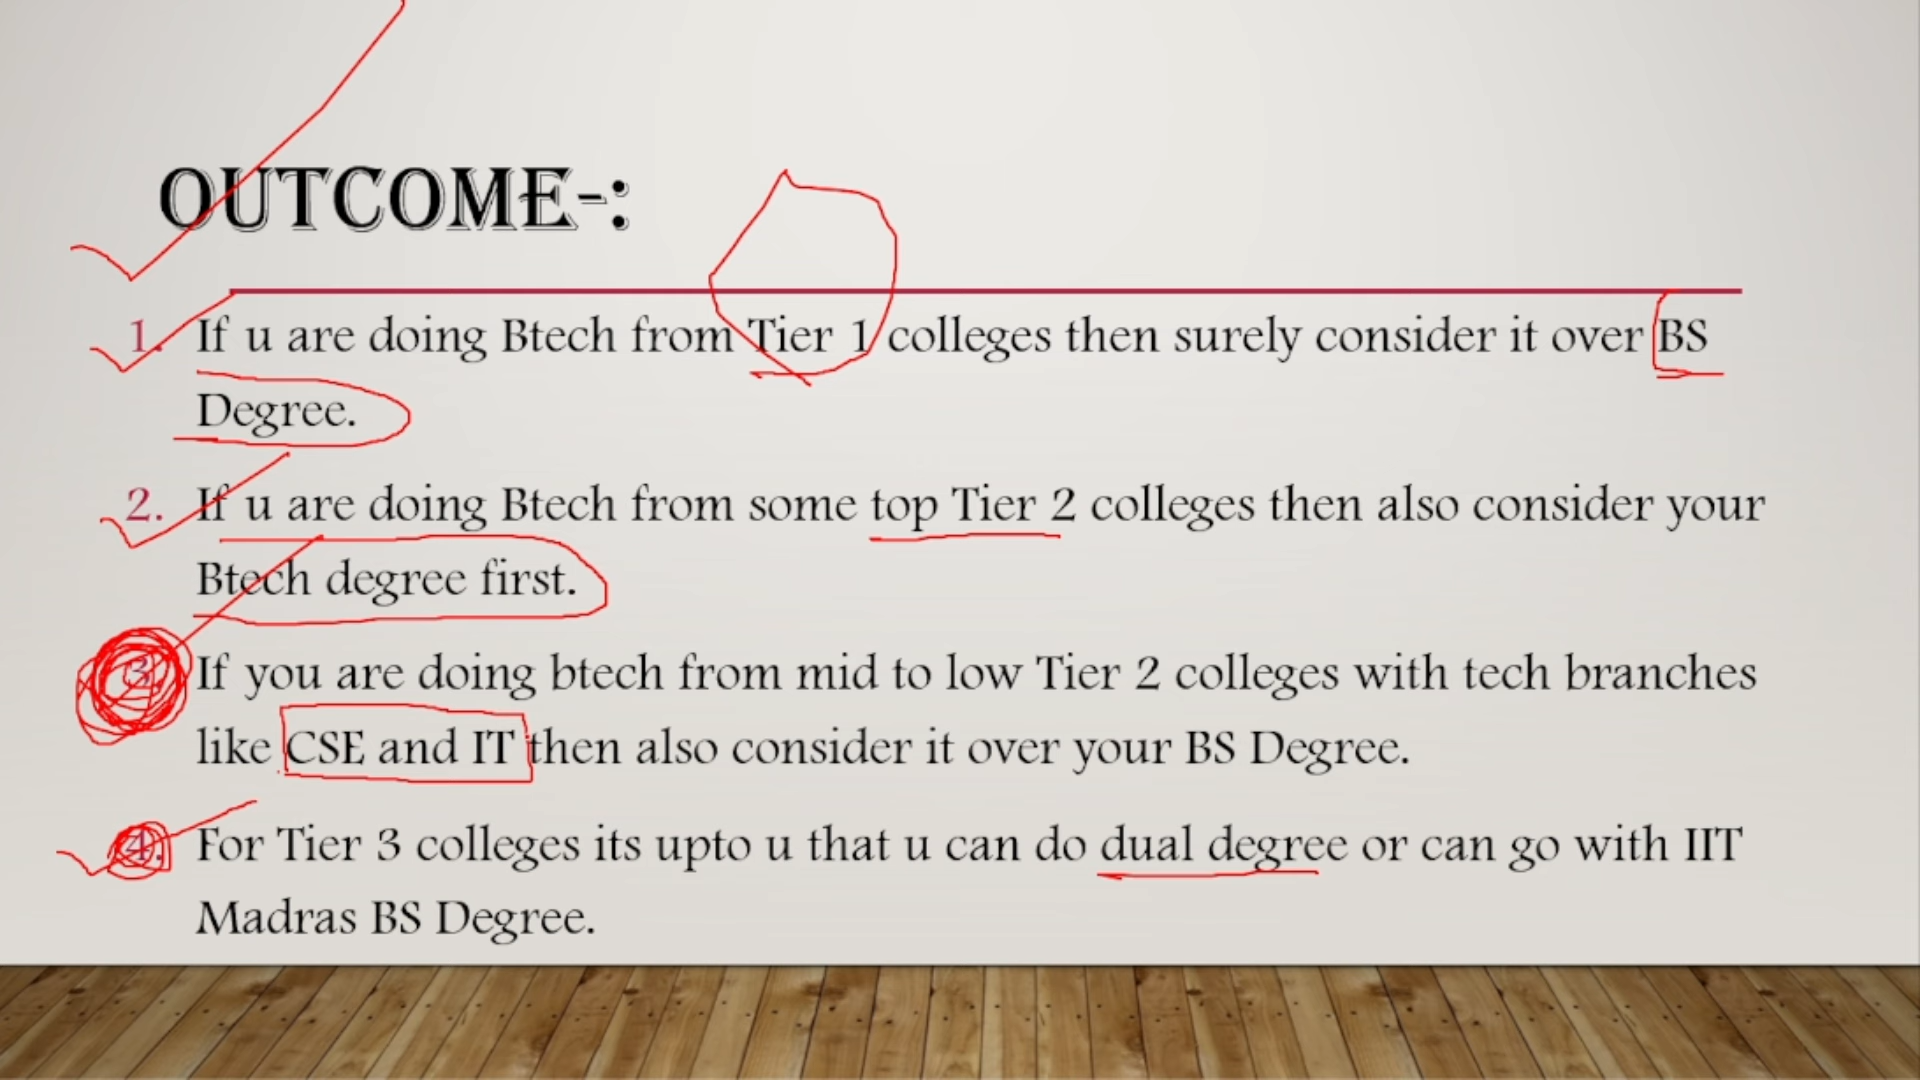 OUTCOME-:
1. If u are doing Btech from Tier 1 colleges then surely consider it over BS
Degree.
2. If u are doing Btech from some top Tier 2 colleges then also consider your
Btech degree first.
3. If you are doing btech from mid to low Tier 2 colleges with tech branches
like CSE and IT then also consider it over your BS Degree.
4. For Tier 3 colleges its upto u that u can do dual degree or can go with IIT
Madras BS Degree.